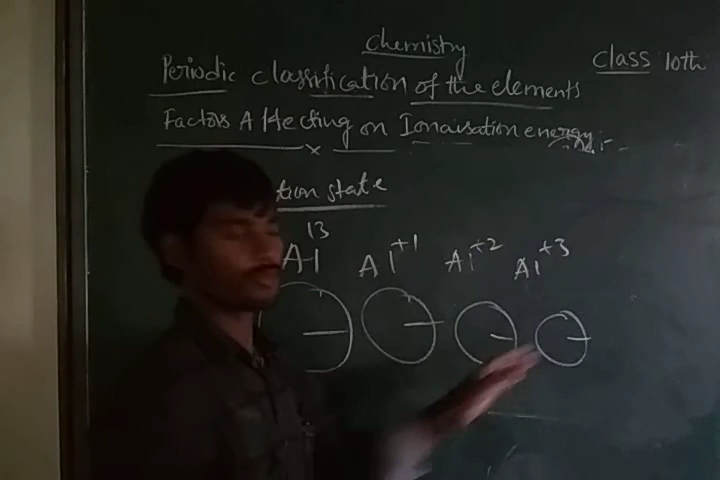 Chemistry
Class 10th
Periodic classification of the elements
Factors Affecting on Ionaisation energy
tion state
13
Al Al+1 Al+2 Al+3